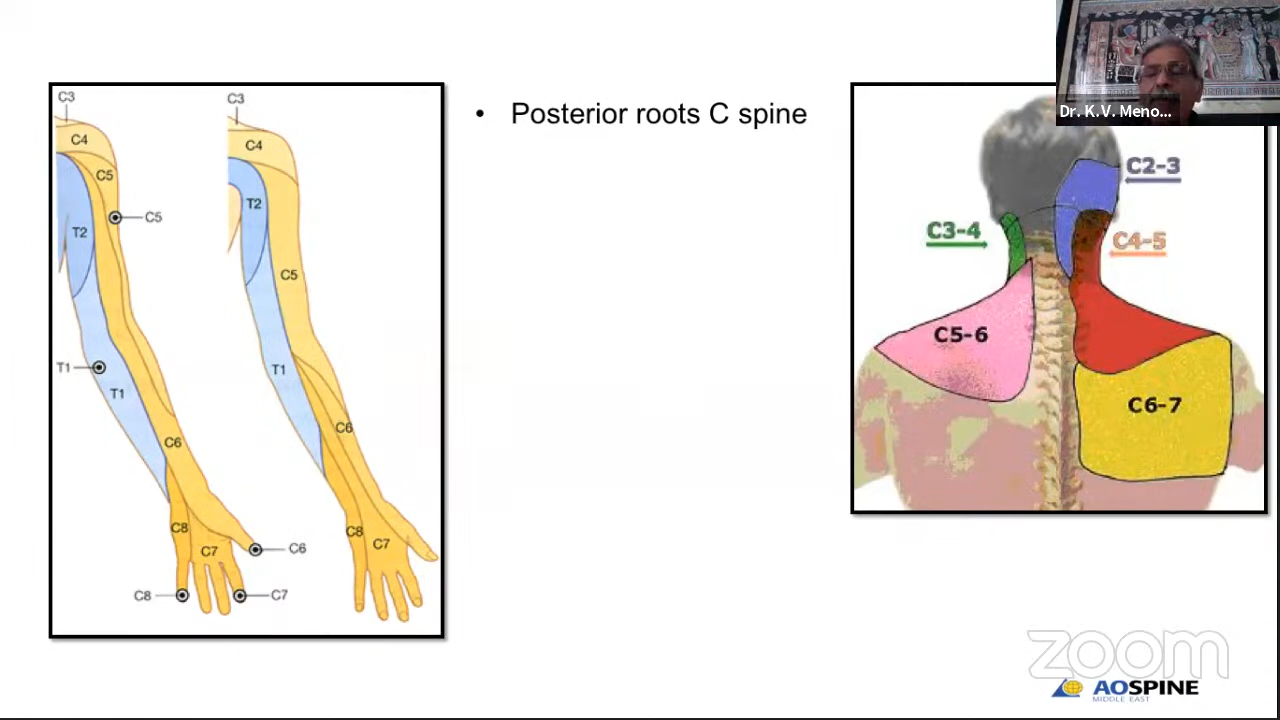 C3
C4
C5
C5
T2
T1
T1
C6
C8
C7
C6
C8
C7
C3
C4
T2
C5
T1
C6
C8
C7
• Posterior roots C spine
Dr. K.V. Meno...
C2-3
C3-4
C4-5
C5-6
C6-7
zoom
AOSPINE
MIDDLE EAST